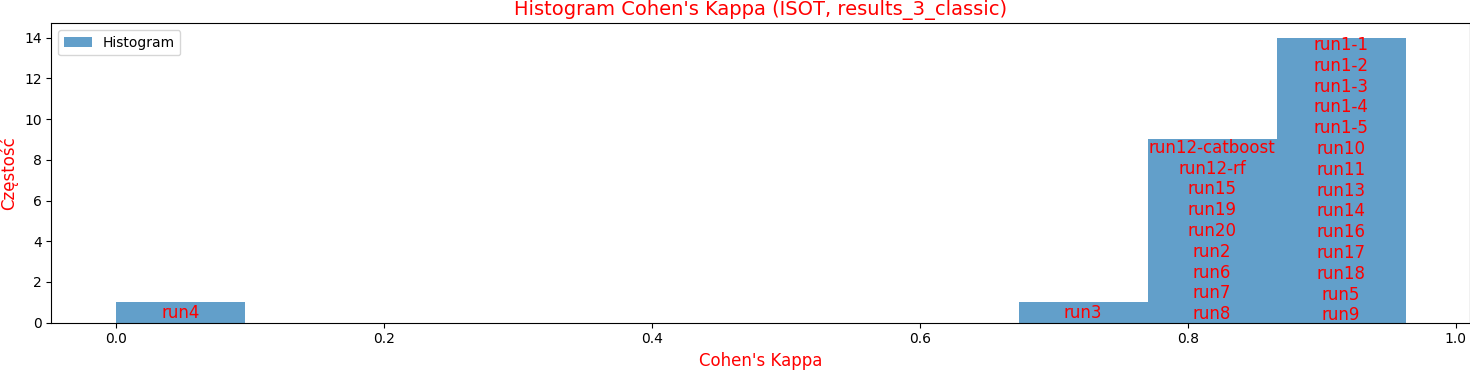 Histogram Cohen's Kappa (ISOT, results_3_classic)
Histogram
Częstość
14
12
10
8
6
4
2
0
run4
run3
run12-catboost
run12-rf
run15
run19
run20
run2
run6
run7
run8
run1-1
run1-2
run1-3
run1-4
run1-5
run10
run11
run13
run14
run16
run17
run18
run5
run9
0.0 0.2 0.4 0.6 0.8 1.0
Cohen's Kappa